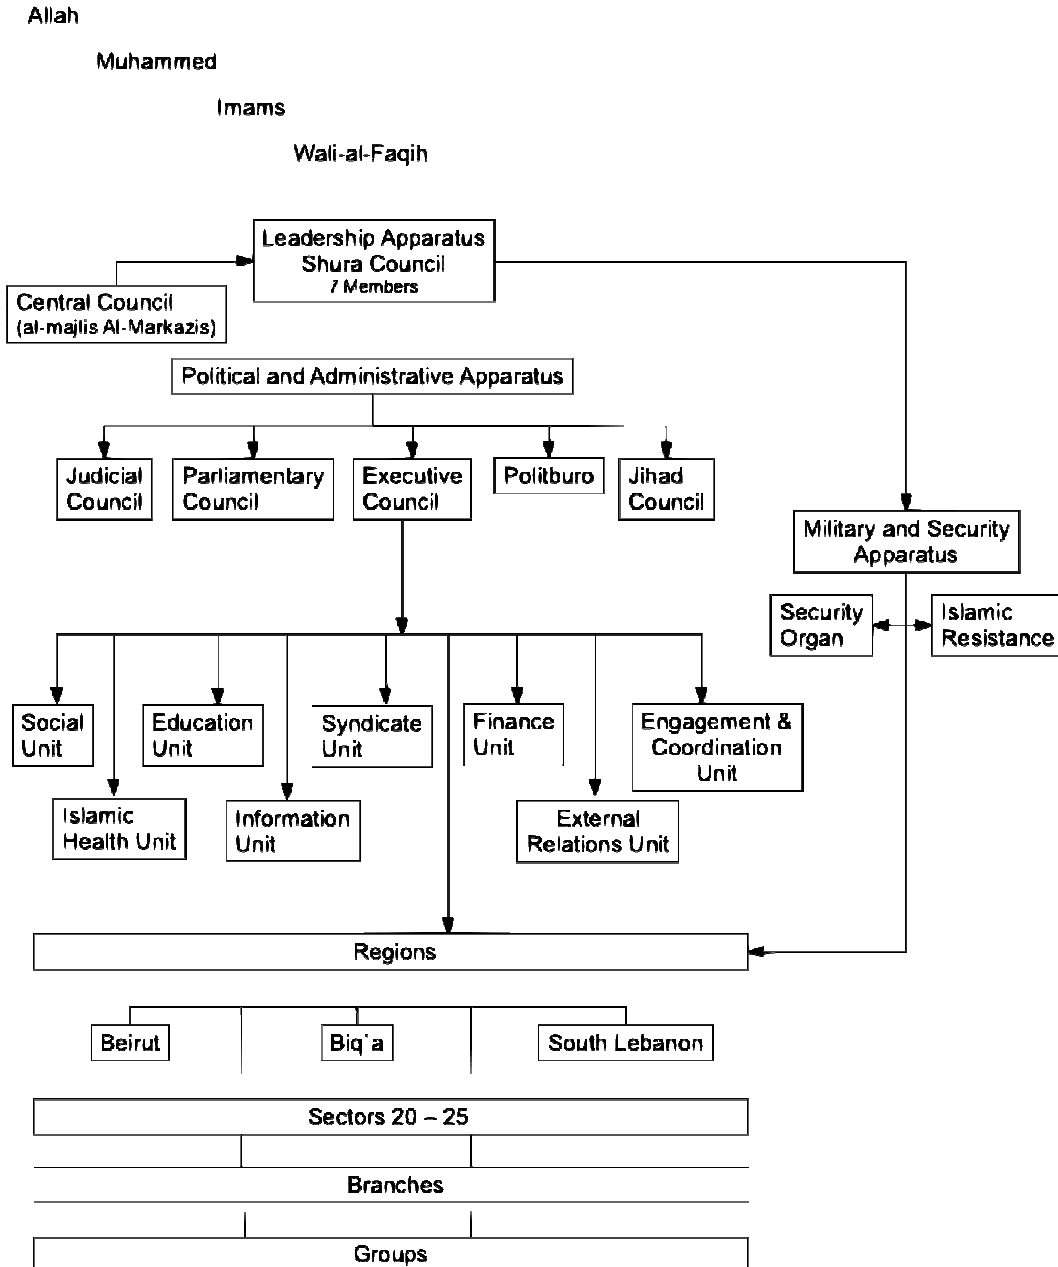 Allah
Muhammed
Imams
Wali-al-Faqih
Leadership Apparatus
Shura Council
7 Members
Central Council
(al-majlis Al-Markazis)
Political and Administrative Apparatus
Judicial
Council
Parliamentary
Council
Executive
Council
Politburo
Jihad
Council
Military and Security
Apparatus
Security
Organ
Islamic
Resistance
Social
Unit
Education
Unit
Syndicate
Unit
Finance
Unit
Engagement &
Coordination
Unit
Islamic
Health Unit
Information
Unit
External
Relations Unit
Regions
Beirut
Biq`a
South Lebanon
Sectors 20 – 25
Branches
Groups